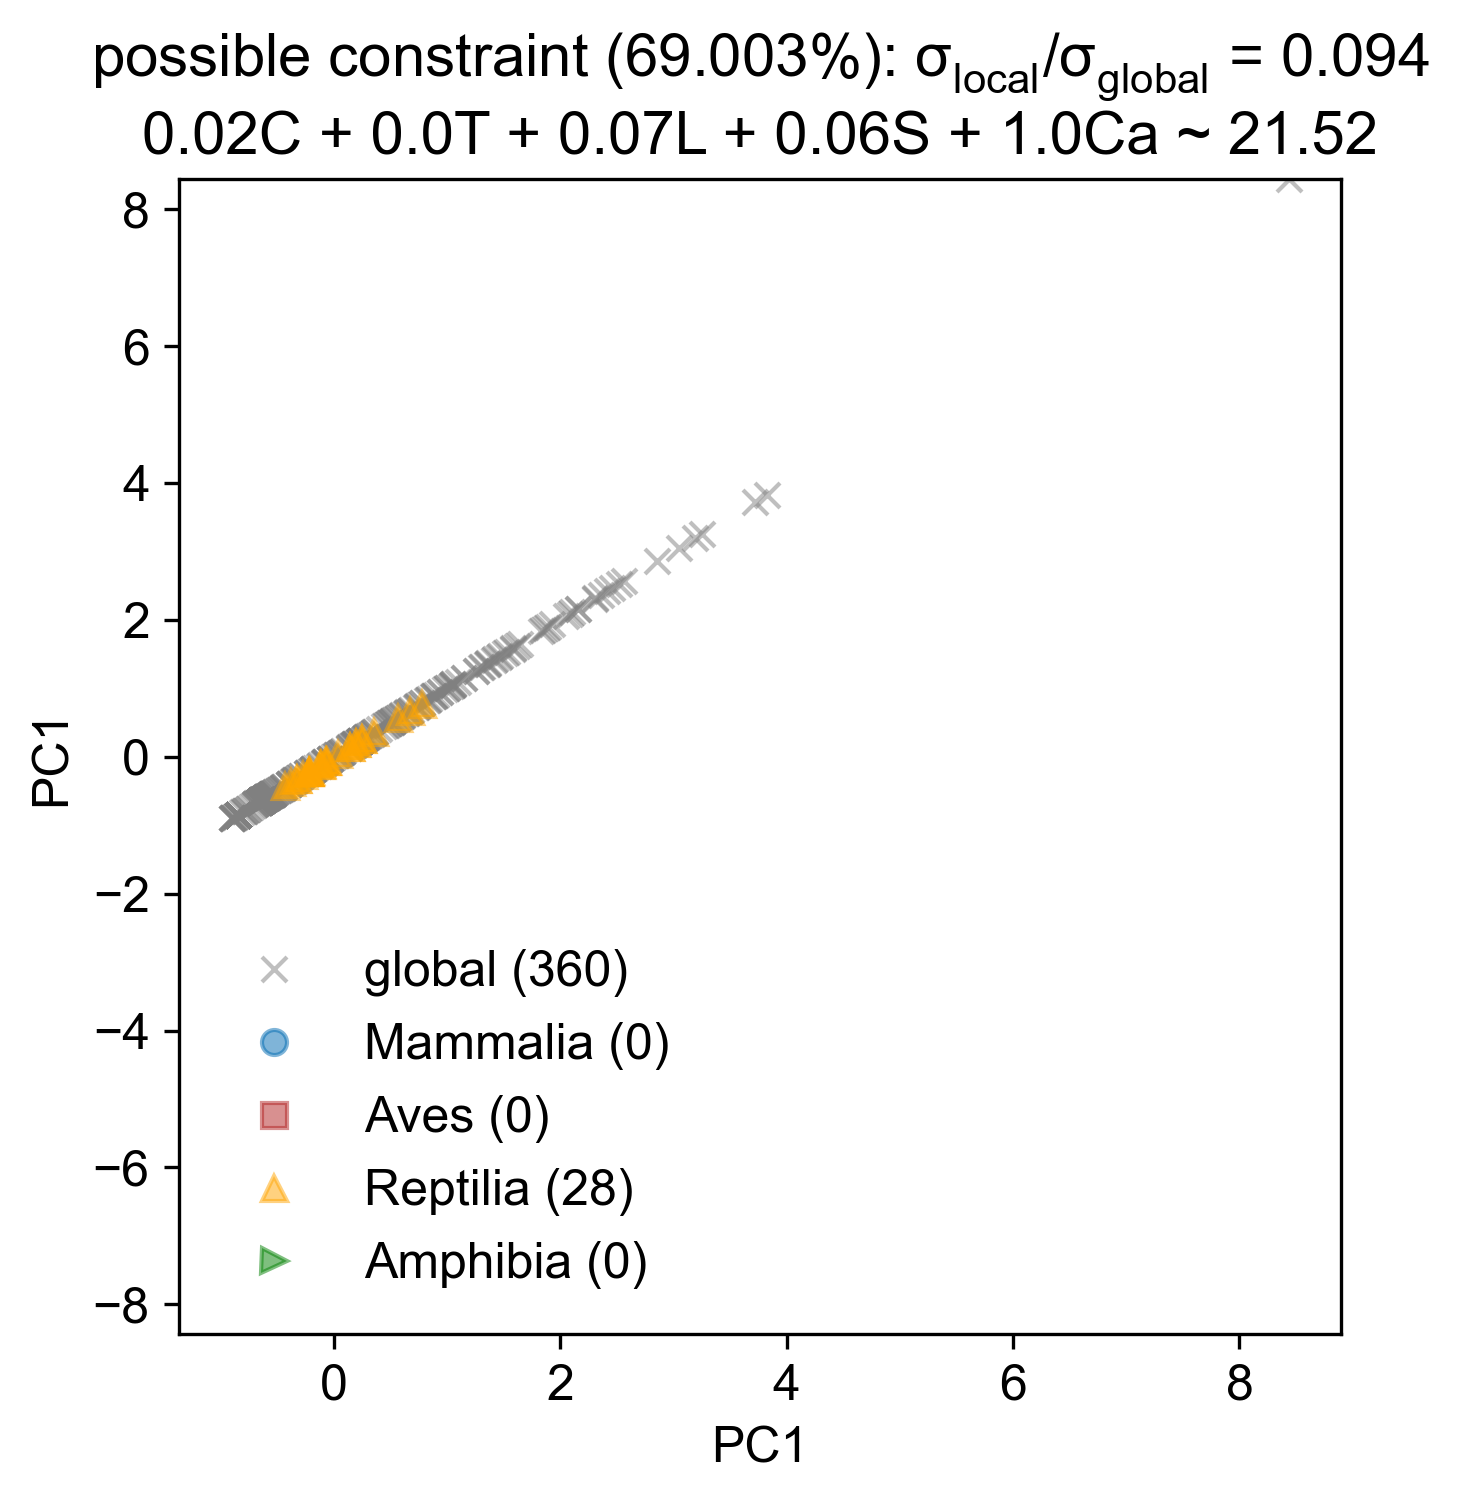 possible constraint (69.003%): σlocal/σglobal = 0.094
0.02C + 0.0T + 0.07L + 0.06S + 1.0Ca ~ 21.52
8
6
4
2
0
−2
−4
−6
−8
PC1
global (360)
Mammalia (0)
Aves (0)
Reptilia (28)
Amphibia (0)
0 2 4 6 8
PC1